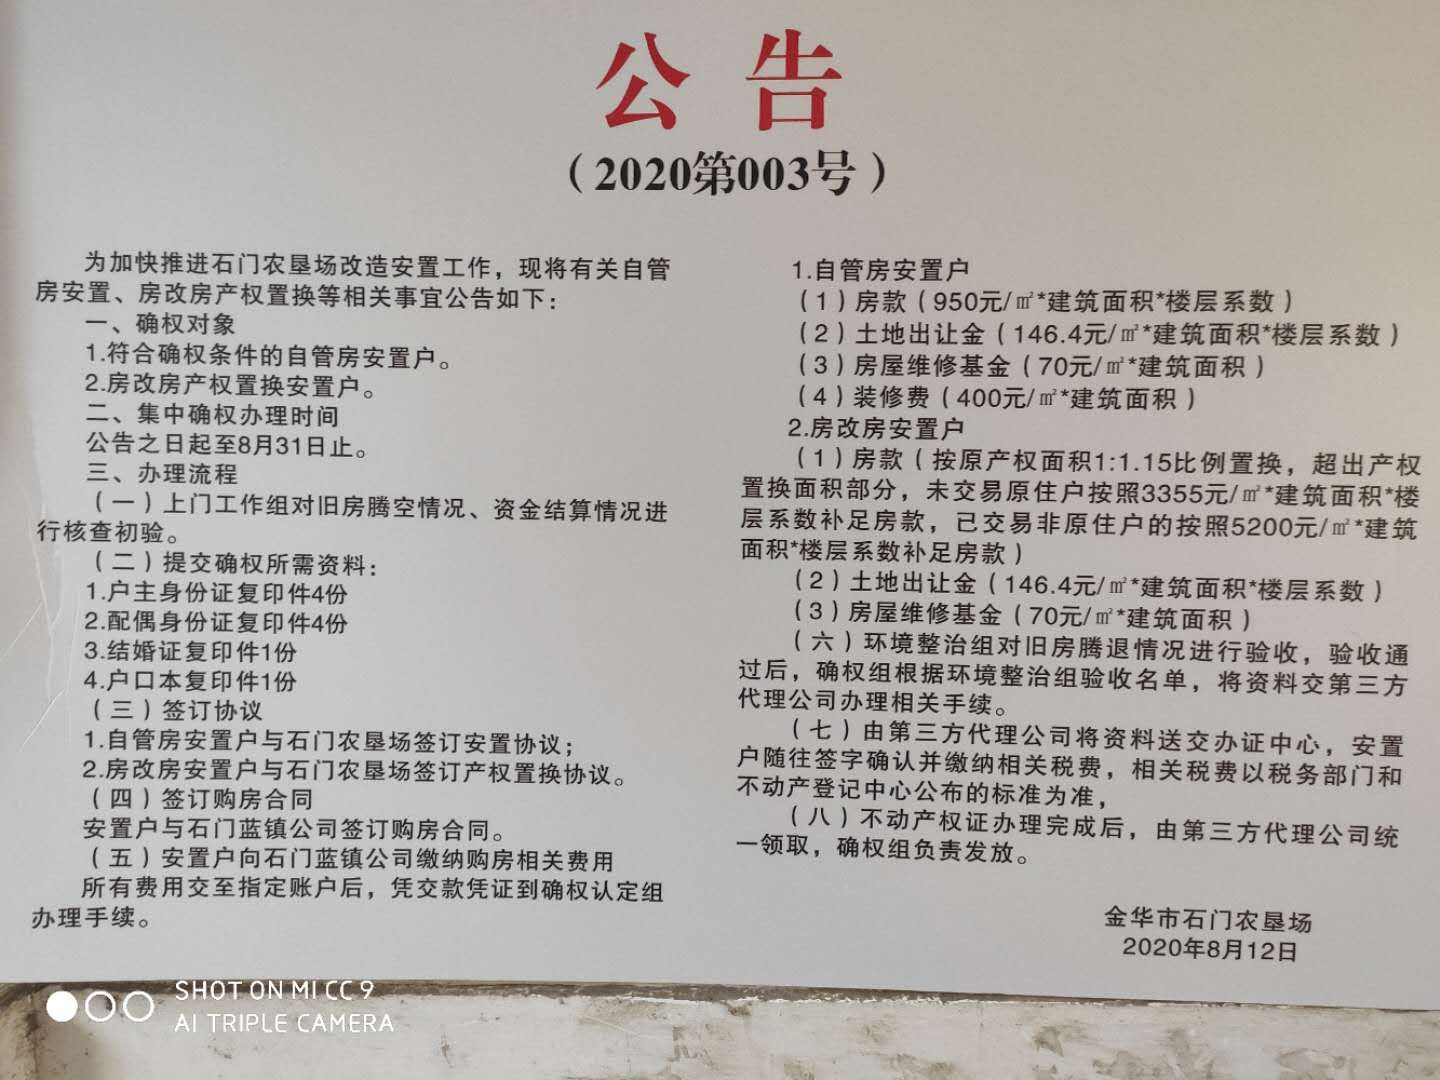 公告
（2020第003号）
为加快推进石门农垦场改造安置工作，现将有关自管
房安置、房改房产权置换等相关事宜公告如下：
一、确权对象
1.符合确权条件的自管房安置户。
2.房改房产权置换安置户。
二、集中确权办理时间
公告之日起至8月31日止。
三、办理流程
（一）上门工作组对旧房腾空情况、资金结算情况进
行核查初验。
（二）提交确权所需资料：
1.户主身份证复印件4份
2.配偶身份证复印件4份
3.结婚证复印件1份
4.户口本复印件1份
（三）签订协议
1.自管房安置户与石门农垦场签订安置协议；
2.房改房安置户与石门农垦场签订产权置换协议。
（四）签订购房合同
安置户与石门蓝镇公司签订购房合同。
（五）安置户向石门蓝镇公司缴纳购房相关费用
所有费用交至指定账户后，凭交款凭证到确权认定组
办理手续。
1.自管房安置户
（1）房款（950元/㎡*建筑面积*楼层系数）
（2）土地出让金（146.4元/㎡*建筑面积*楼层系数）
（3）房屋维修基金（70元/㎡*建筑面积）
（4）装修费（400元/㎡*建筑面积）
2.房改房安置户
（1）房款（按原产权面积1:1.15比例置换，超出产权
置换面积部分，未交易原住户按照3355元/㎡*建筑面积*楼
层系数补足房款，已交易非原住户的按照5200元/㎡*建筑
面积*楼层系数补足房款）
（2）土地出让金（146.4元/㎡*建筑面积*楼层系数）
（3）房屋维修基金（70元/㎡*建筑面积）
（六）环境整治组对旧房腾退情况进行验收，验收通
过后，确权组根据环境整治组验收名单，将资料交第三方
代理公司办理相关手续。
（七）由第三方代理公司将资料送交办证中心，安置
户随往签字确认并缴纳相关税费，相关税费以税务部门和
不动产登记中心公布的标准为准，
（八）不动产权证办理完成后，由第三方代理公司统
一领取，确权组负责发放。
金华市石门农垦场
2020年8月12日
SHOT ON MI CC 9
AI TRIPLE CAMERA